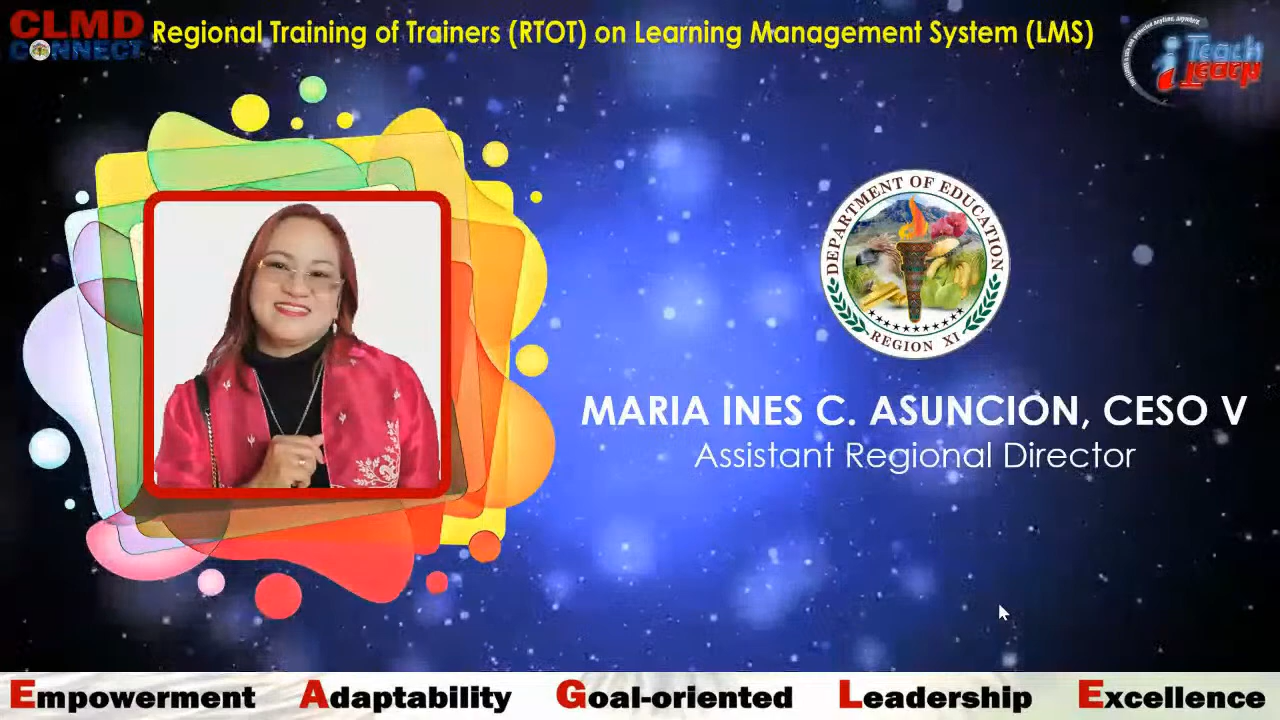 CLMD
CONNECT
Regional Training of Trainers (RTOT) on Learning Management System (LMS)
iTeach
iLearn
DEPARTMENT OF EDUCATION
REGION XI
MARIA INES C. ASUNCION, CESO V
Assistant Regional Director
Empowerment Adaptability Goal-oriented Leadership Excellence